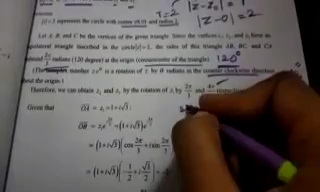 r=2
|z-z₀|=
|z-0|=2
|z|=2 represents the circle with centre (0,0) and radius 2.
Let A, B, and C be the vertices of the given triangle. Since the vertices z₁, z₂, and z₃ form an
equilateral triangle inscribed in the circle |z|=2, the sides of this triangle AB, BC, and CA
2π/3 radians (120 degree) at the origin (circumcentre of the triangle). 120°
(The complex number ze^iθ is a rotation of z by θ radians in the counter clockwise direction
about the origin.)
Therefore, we can obtain z₂ and z₃ by the rotation of z₁ by 2π/3 and 4π/3
Given that OA = z₁ = 1+i√3 ;
OB = z₁e^(i2π/3) = (1+i√3)e^(i2π/3)
= (1+i√3)(cos 2π/3 + i sin 2π/3)
= (1+i√3)(-1/2 + i √3/2) = -2